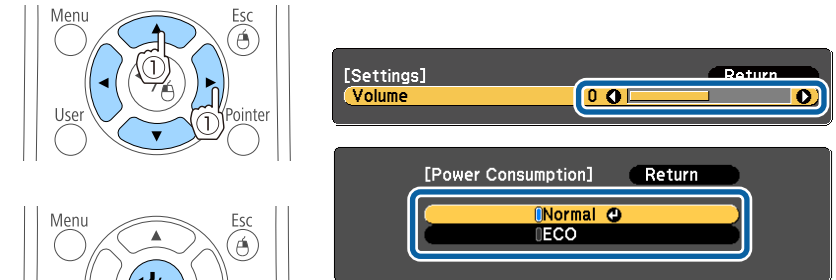 Menu
Esc
User
Pointer
1
1
[Settings]
Return
Volume
0
[Power Consumption]
Return
Normal
ECO
Menu
Esc